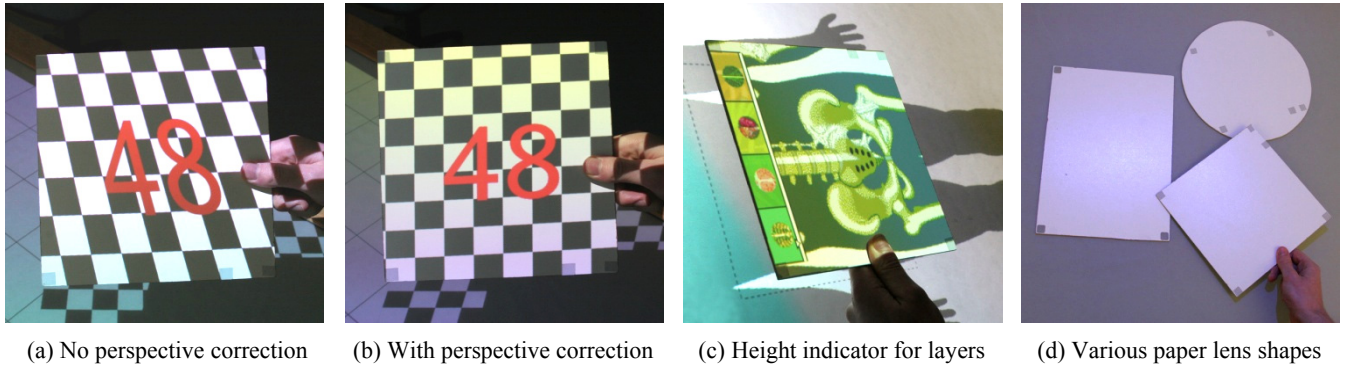 48
48
(a) No perspective correction
(b) With perspective correction
(c) Height indicator for layers
(d) Various paper lens shapes